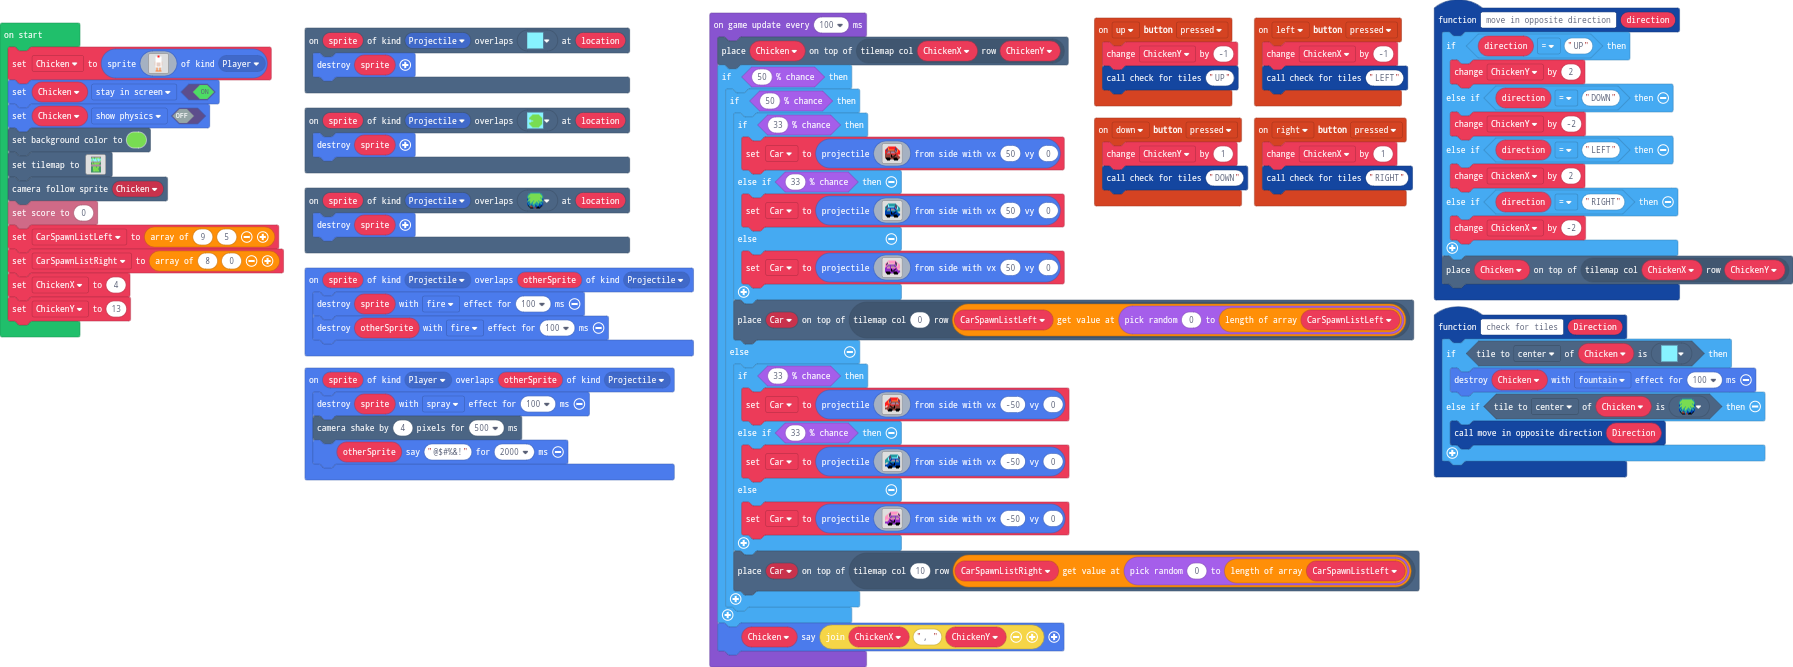 on start
set Chicken to sprite of kind Player
set Chicken stay in screen ON
set Chicken show physics OFF
set background color to
set tilemap to
camera follow sprite Chicken
set score to 0
set CarSpawnListLeft to array of 9 5
set CarSpawnListRight to array of 8 0
set ChickenX to 4
set ChickenY to 13
on sprite of kind Projectile overlaps at location
destroy sprite
on sprite of kind Projectile overlaps at location
destroy sprite
on sprite of kind Projectile overlaps at location
destroy sprite
on sprite of kind Projectile overlaps otherSprite of kind Projectile
destroy sprite with fire effect for 100 ms
destroy otherSprite with fire effect for 100 ms
on sprite of kind Player overlaps otherSprite of kind Projectile
destroy sprite with spray effect for 100 ms
camera shake by 4 pixels for 500 ms
otherSprite say "@$#%&!" for 2000 ms
on game update every 100 ms
place Chicken on top of tilemap col ChickenX row ChickenY
if 50 % chance then
if 50 % chance then
if 33 % chance then
set Car to projectile from side with vx 50 vy 0
else if 33 % chance then
set Car to projectile from side with vx 50 vy 0
else
set Car to projectile from side with vx 50 vy 0
place Car on top of tilemap col 0 row CarSpawnListLeft get value at pick random 0 to length of array CarSpawnListLeft
else
if 33 % chance then
set Car to projectile from side with vx -50 vy 0
else if 33 % chance then
set Car to projectile from side with vx -50 vy 0
else
set Car to projectile from side with vx -50 vy 0
place Car on top of tilemap col 10 row CarSpawnListRight get value at pick random 0 to length of array CarSpawnListLeft
Chicken say join ChickenX ", " ChickenY
on up button pressed
change ChickenY by -1
call check for tiles "UP"
on left button pressed
change ChickenX by -1
call check for tiles "LEFT"
on down button pressed
change ChickenY by 1
call check for tiles "DOWN"
on right button pressed
change ChickenX by 1
call check for tiles "RIGHT"
function move in opposite direction direction
if direction = "UP" then
change ChickenY by 2
else if direction = "DOWN" then
change ChickenY by -2
else if direction = "LEFT" then
change ChickenX by 2
else if direction = "RIGHT" then
change ChickenX by -2
place Chicken on top of tilemap col ChickenX row ChickenY
function check for tiles Direction
if tile to center of Chicken is then
destroy Chicken with fountain effect for 100 ms
else if tile to center of Chicken is then
call move in opposite direction Direction